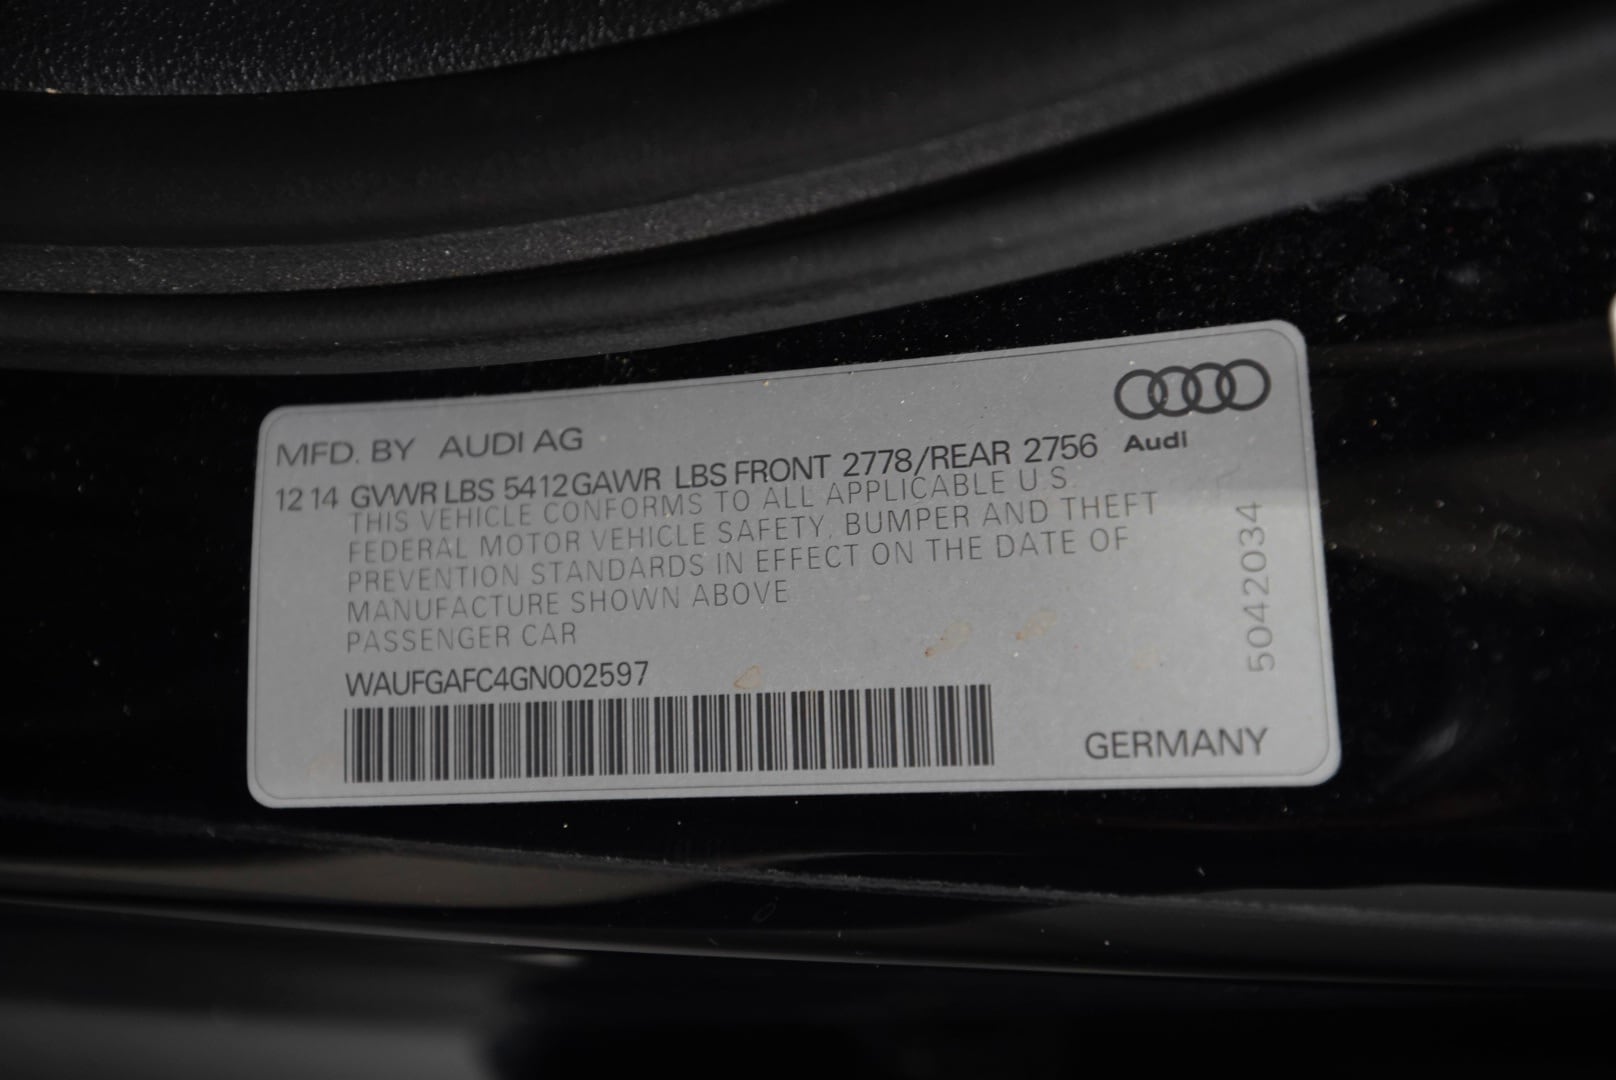 MFD. BY AUDI AG
Audi
12 14 GVWR LBS 5412 GAWR LBS FRONT 2778/REAR 2756
THIS VEHICLE CONFORMS TO ALL APPLICABLE U.S.
FEDERAL MOTOR VEHICLE SAFETY, BUMPER AND THEFT
PREVENTION STANDARDS IN EFFECT ON THE DATE OF
MANUFACTURE SHOWN ABOVE
PASSENGER CAR
WAUFGAFC4GN002597
5042034
GERMANY